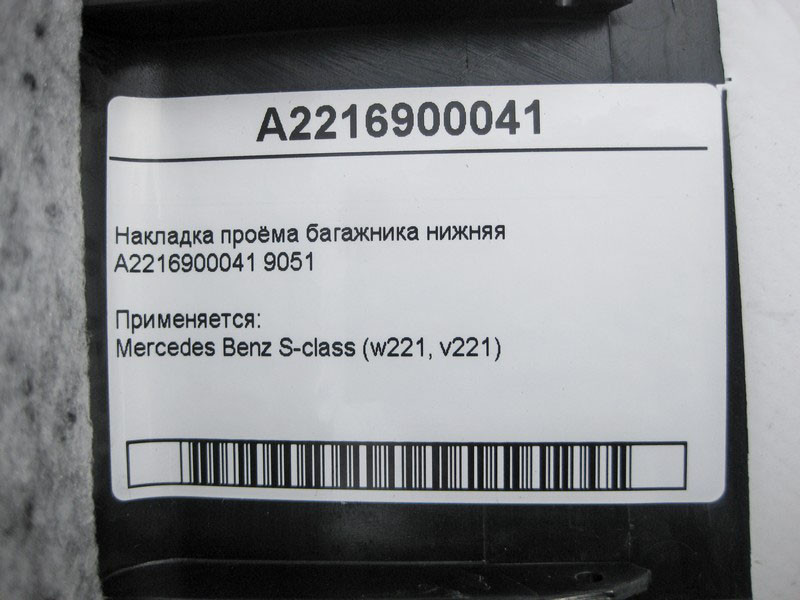 A2216900041
Накладка проёма багажника нижняя
A2216900041 9051
Применяется:
Mercedes Benz S-class (w221, v221)